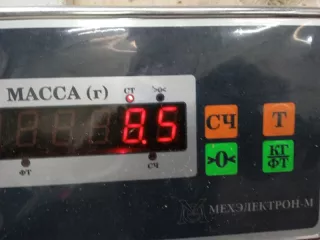 МАССА (г)
СТ
>0<
8.5
ФТ
СЧ
СЧ
Т
>0<
КГ
ФТ
МЕХЭЛЕКТРОН-М